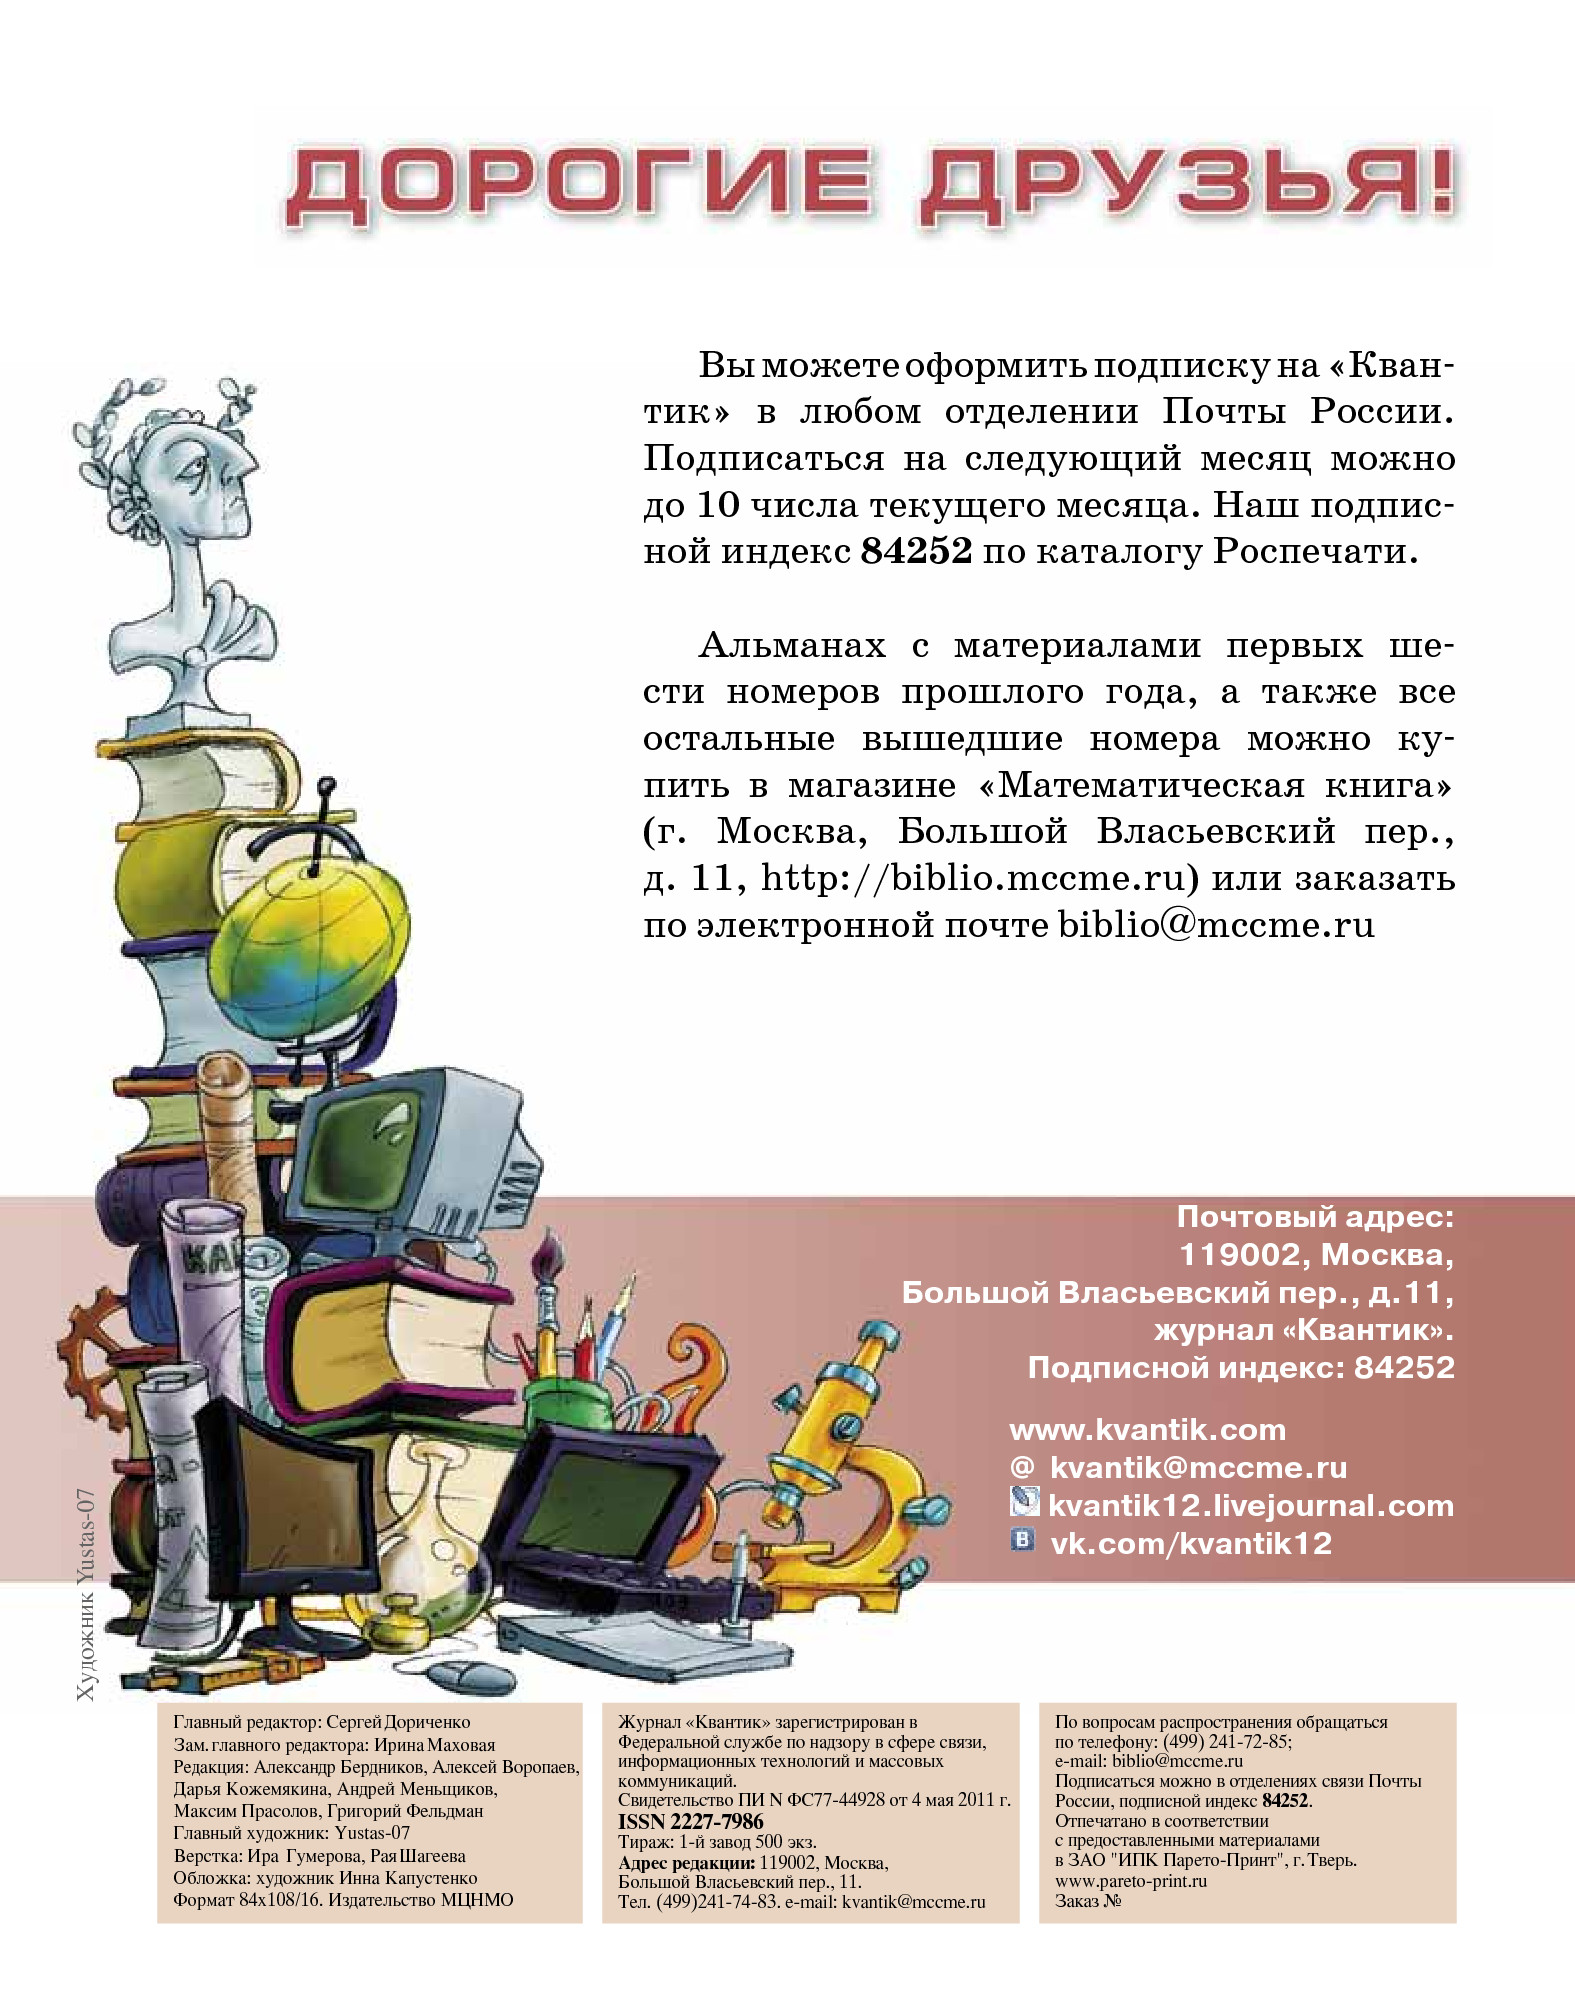 ДОРОГИЕ ДРУЗЬЯ!
Вы можете оформить подписку на «Кван-
тик» в любом отделении Почты России.
Подписаться на следующий месяц можно
до 10 числа текущего месяца. Наш подпис-
ной индекс 84252 по каталогу Роспечати.
Альманах с материалами первых ше-
сти номеров прошлого года, а также все
остальные вышедшие номера можно ку-
пить в магазине «Математическая книга»
(г. Москва, Большой Власьевский пер.,
д. 11, http://biblio.mccme.ru) или заказать
по электронной почте biblio@mccme.ru
Почтовый адрес:
119002, Москва,
Большой Власьевский пер., д.11,
журнал «Квантик».
Подписной индекс: 84252
www.kvantik.com
@ kvantik@mccme.ru
kvantik12.livejournal.com
B vk.com/kvantik12
Художник Yustas-07
Главный редактор: Сергей Дориченко
Зам. главного редактора: Ирина Маховая
Редакция: Александр Бердников, Алексей Воропаев,
Дарья Кожемякина, Андрей Меньщиков,
Максим Прасолов, Григорий Фельдман
Главный художник: Yustas-07
Верстка: Ира Гумерова, Рая Шагеева
Обложка: художник Инна Капустенко
Формат 84х108/16. Издательство МЦНМО
Журнал «Квантик» зарегистрирован в
Федеральной службе по надзору в сфере связи,
информационных технологий и массовых
коммуникаций.
Свидетельство ПИ N ФС77-44928 от 4 мая 2011 г.
ISSN 2227-7986
Тираж: 1-й завод 500 экз.
Адрес редакции: 119002, Москва,
Большой Власьевский пер., 11.
Тел. (499)241-74-83. e-mail: kvantik@mccme.ru
По вопросам распространения обращаться
по телефону: (499) 241-72-85;
e-mail: biblio@mccme.ru
Подписаться можно в отделениях связи Почты
России, подписной индекс 84252.
Отпечатано в соответствии
с предоставленными материалами
в ЗАО "ИПК Парето-Принт", г. Тверь.
www.pareto-print.ru
Заказ №